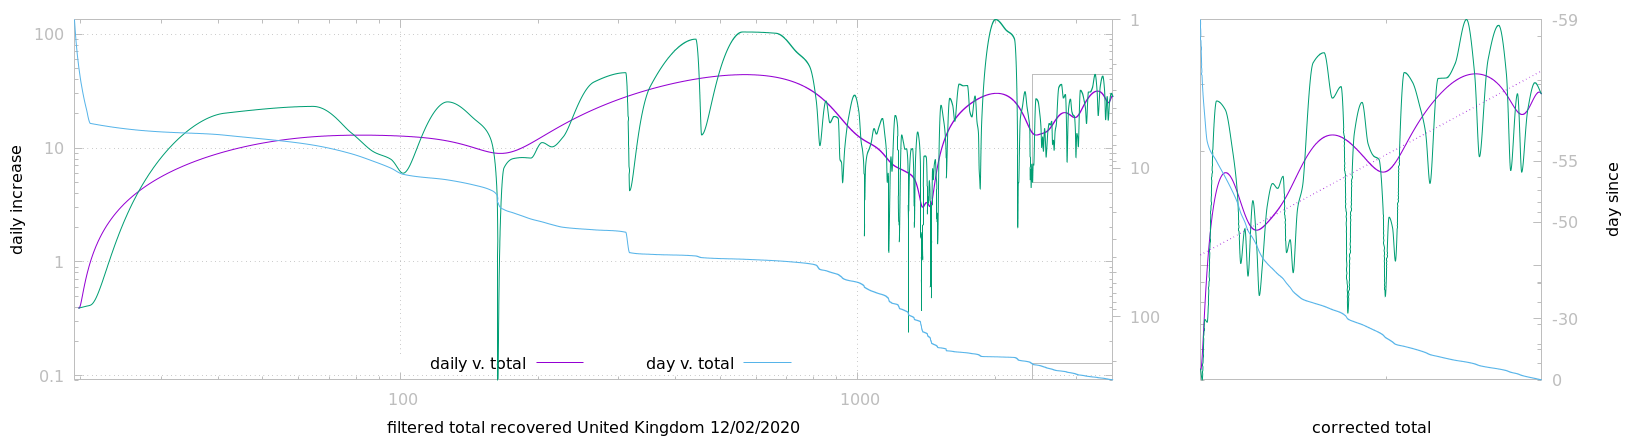 100
10
1
0.1
daily increase
daily v. total
day v. total
100
1000
1
10
100
filtered total recovered United Kingdom 12/02/2020
-59
-55
-50
-30
0
day since
corrected total